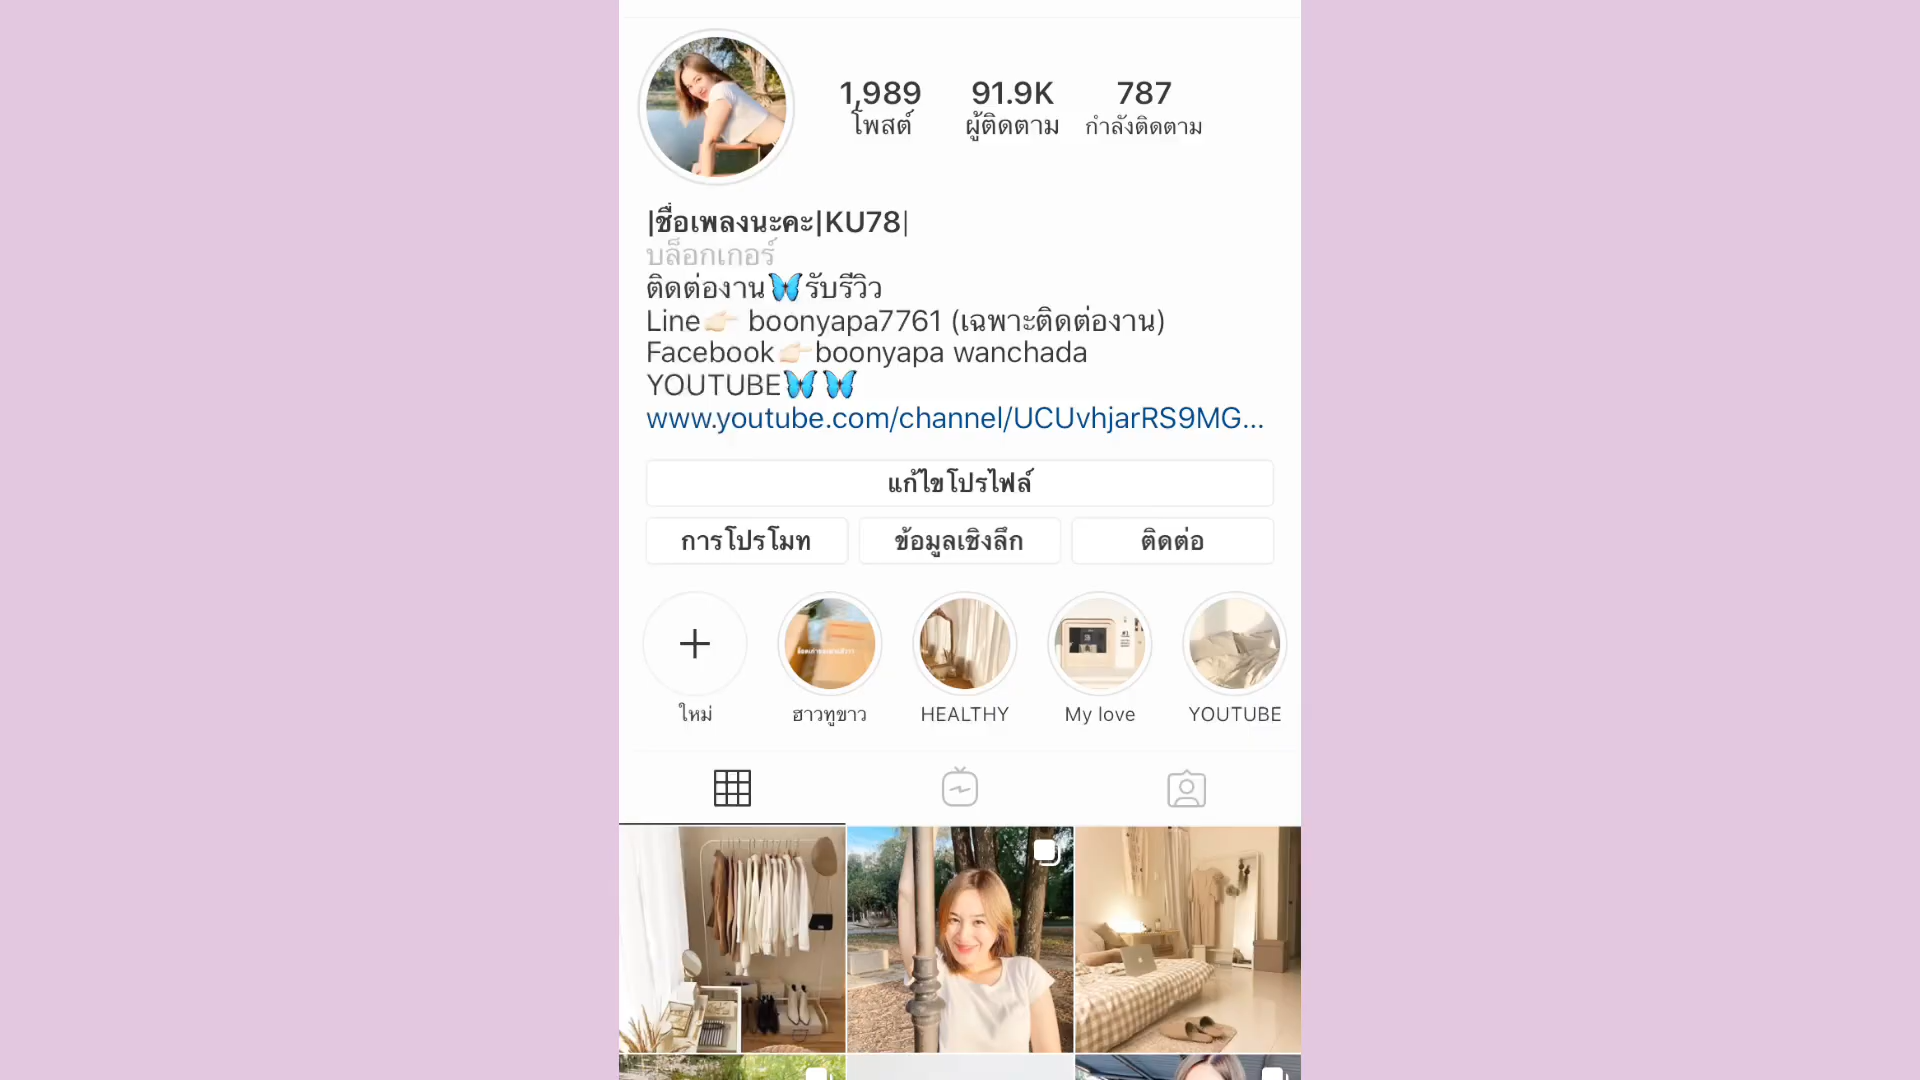 1,989 91.9K 787
โพสต์ ผู้ติดตาม กำลังติดตาม
|ชื่อเพลงนะคะ|KU78|
บล็อกเกอร์
ติดต่องาน🦋รับรีวิว
Line👉🏻 boonyapa7761 (เฉพาะติดต่องาน)
Facebook👉🏻boonyapa wanchada
YOUTUBE🦋🦋
www.youtube.com/channel/UCUvhjarRS9MG...
แก้ไขโปรไฟล์
การโปรโมท ข้อมูลเชิงลึก ติดต่อ
ใหม่ ฮาวทูขาว HEALTHY My love YOUTUBE